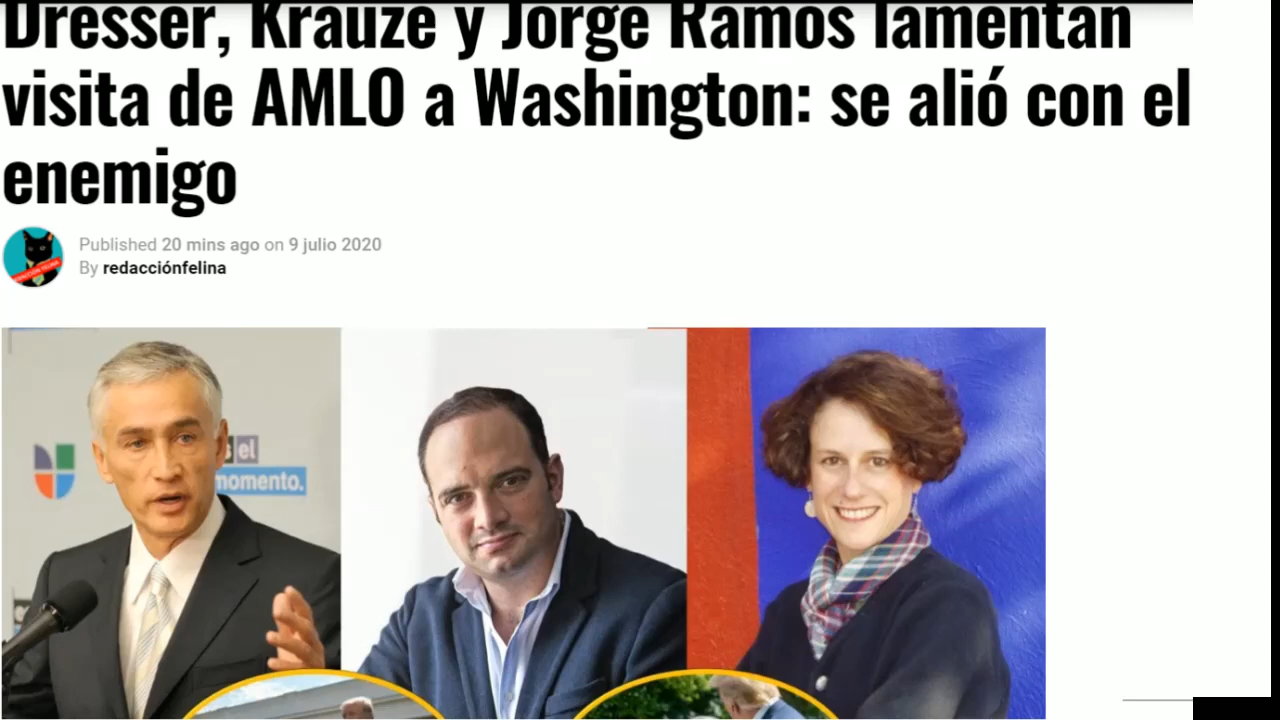 Dresser, Krauze y Jorge Ramos lamentan
visita de AMLO a Washington: se alió con el
enemigo
Published 20 mins ago on 9 julio 2020
By redacciónfelina
el
momento.